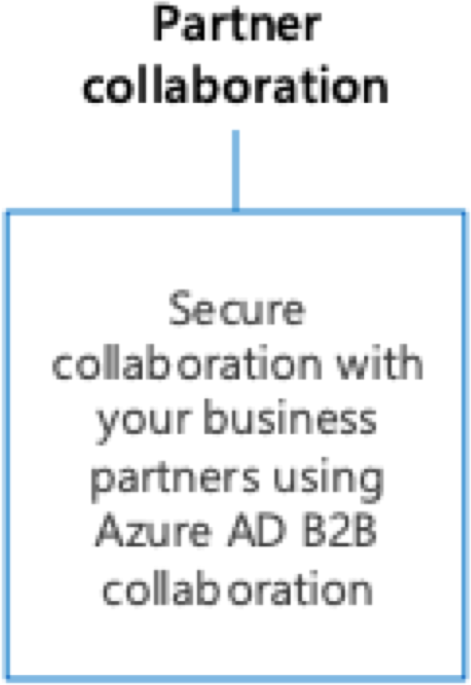 Partner
collaboration
Secure
collaboration with
your business
partners using
Azure AD B2B
collaboration